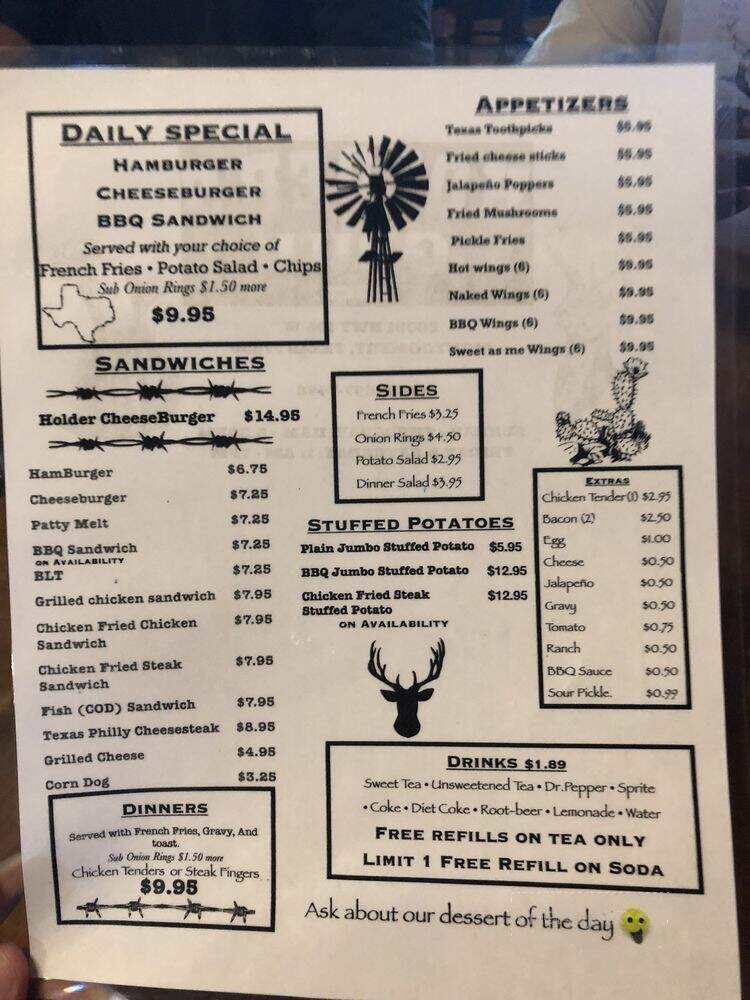 DAILY SPECIAL
HAMBURGER
CHEESEBURGER
BBQ SANDWICH
Served with your choice of
French Fries • Potato Salad • Chips
Sub Onion Rings $1.50 more
$9.95
APPETIZERS
Texas Toothpicks $5.95
Fried cheese sticks $5.95
Jalapeño Poppers $5.95
Fried Mushrooms $5.95
Pickle Fries $5.95
Hot wings (6) $9.95
Naked Wings (6) $9.95
BBQ Wings (6) $9.95
Sweet as me Wings (6) $9.95
SANDWICHES
Holder CheeseBurger $14.95
HamBurger $6.75
Cheeseburger $7.25
Patty Melt $7.25
BBQ Sandwich $7.25
ON AVAILABILITY
BLT $7.25
Grilled chicken sandwich $7.95
Chicken Fried Chicken $7.95
Sandwich
Chicken Fried Steak $7.95
Sandwich
Fish (COD) Sandwich $7.95
Texas Philly Cheesesteak $8.95
Grilled Cheese $4.95
Corn Dog $3.25
SIDES
French Fries $3.25
Onion Rings $4.50
Potato Salad $2.95
Dinner Salad $3.95
STUFFED POTATOES
Plain Jumbo Stuffed Potato $5.95
BBQ Jumbo Stuffed Potato $12.95
Chicken Fried Steak $12.95
Stuffed Potato
ON AVAILABILITY
EXTRAS
Chicken Tender(1) $2.95
Bacon (2) $2.50
Egg $1.00
Cheese $0.50
Jalapeño $0.50
Gravy $0.50
Tomato $0.75
Ranch $0.50
BBQ Sauce $0.50
Sour Pickle. $0.99
DINNERS
Served with French Fries, Gravy, And
toast.
Sub Onion Rings $1.50 more
Chicken Tenders or Steak Fingers
$9.95
DRINKS $1.89
Sweet Tea • Unsweetened Tea • Dr.Pepper • Sprite
• Coke • Diet Coke • Root-beer • Lemonade • Water
FREE REFILLS ON TEA ONLY
LIMIT 1 FREE REFILL ON SODA
Ask about our dessert of the day